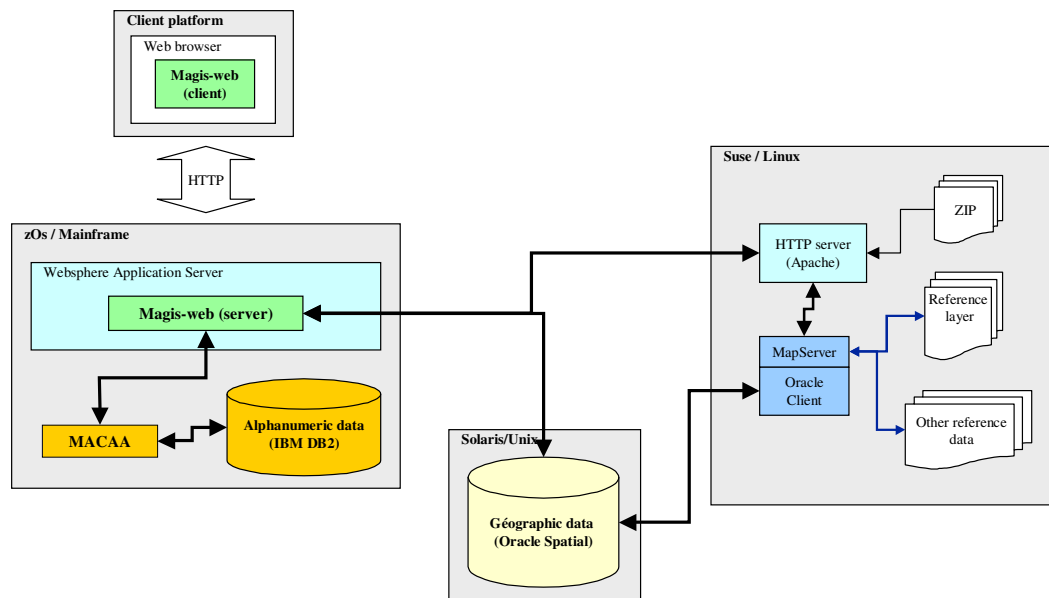 Client platform
Web browser
Magis-web
(client)
HTTP
zOs / Mainframe
Websphere Application Server
Magis-web (server)
MACAA
Alphanumeric data
(IBM DB2)
Solaris/Unix
Géographic data
(Oracle Spatial)
Suse / Linux
ZIP
HTTP server
(Apache)
Reference
layer
MapServer
Oracle
Client
Other reference
data